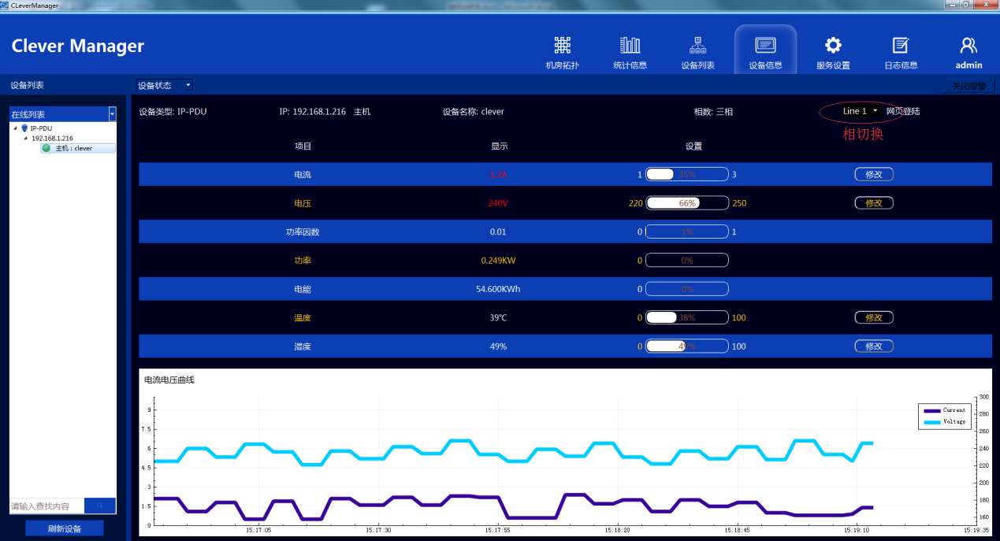 CLeverManager
Clever Manager
机房拓扑 统计信息 设备列表 设备信息 服务设置 日志信息 admin
设备列表 设备状态 关闭报警
在线列表
IP-PDU
192.168.1.216
主机：clever
设备类型: IP-PDU IP: 192.168.1.216 主机 设备名称: clever 相数: 三相 Line 1 网页登陆
相切换
项目 显示 设置
电流 1.2A 1 35% 3 修改
电压 240V 220 66% 250 修改
功率因数 0.01 0 1% 1
功率 0.249KW 0 0%
电能 54.600KWh 0 0%
温度 39℃ 0 38% 100 修改
湿度 49% 0 49% 100 修改
电流电压曲线
9
7.5
6
4.5
3
1.5
0
Current
Voltage
300
280
260
240
220
200
180
160
15:17:05 15:17:30 15:17:55 15:18:20 15:18:45 15:19:10 15:19:35
请输入查找内容
刷新设备